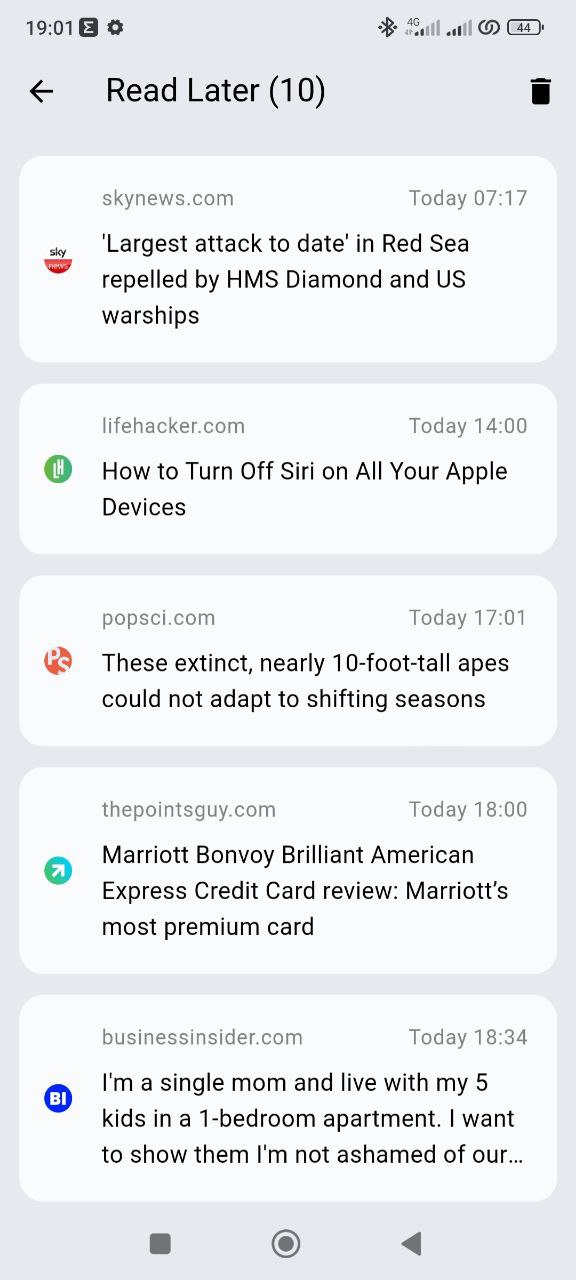 19:01
4G
44
Read Later (10)
skynews.com Today 07:17
sky
news
'Largest attack to date' in Red Sea
repelled by HMS Diamond and US
warships
lifehacker.com Today 14:00
LH
How to Turn Off Siri on All Your Apple
Devices
popsci.com Today 17:01
PS
These extinct, nearly 10-foot-tall apes
could not adapt to shifting seasons
thepointsguy.com Today 18:00
Marriott Bonvoy Brilliant American
Express Credit Card review: Marriott’s
most premium card
businessinsider.com Today 18:34
BI
I'm a single mom and live with my 5
kids in a 1-bedroom apartment. I want
to show them I'm not ashamed of our…